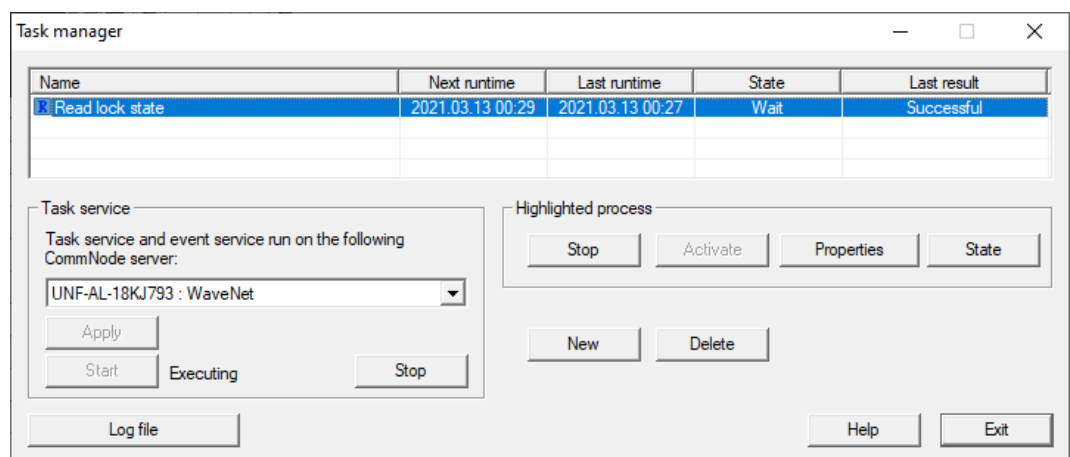 Task manager
Name Next runtime Last runtime State Last result
R Read lock state 2021.03.13 00:29 2021.03.13 00:27 Wait Successful
Task service
Task service and event service run on the following
CommNode server:
UNF-AL-18KJ793 : WaveNet
Apply
Start Executing Stop
Highlighted process
Stop Activate Properties State
New Delete
Log file Help Exit